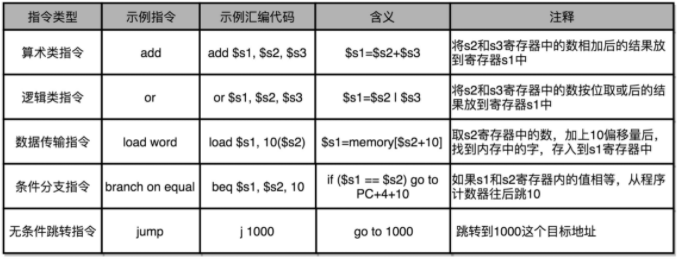 指令类型 示例指令 示例汇编代码 含义 注释
算术类指令 add add $s1, $s2, $s3 $s1=$s2+$s3 将s2和s3寄存器中的数相加后的结果放
到寄存器s1中
逻辑类指令 or or $s1, $s2, $s3 $s1=$s2 | $s3 将s2和s3寄存器中的数按位取或后的结
果放到寄存器s1中
数据传输指令 load word load $s1, 10($s2) $s1=memory[$s2+10] 取s2寄存器中的数，加上10偏移量后，
找到内存中的字，存入到s1寄存器中
条件分支指令 branch on equal beq $s1, $s2, 10 if ($s1 == $s2) go to
PC+4+10 如果s1和s2寄存器内的值相等，从程序
计数器往后跳10
无条件跳转指令 jump j 1000 go to 1000 跳转到1000这个目标地址